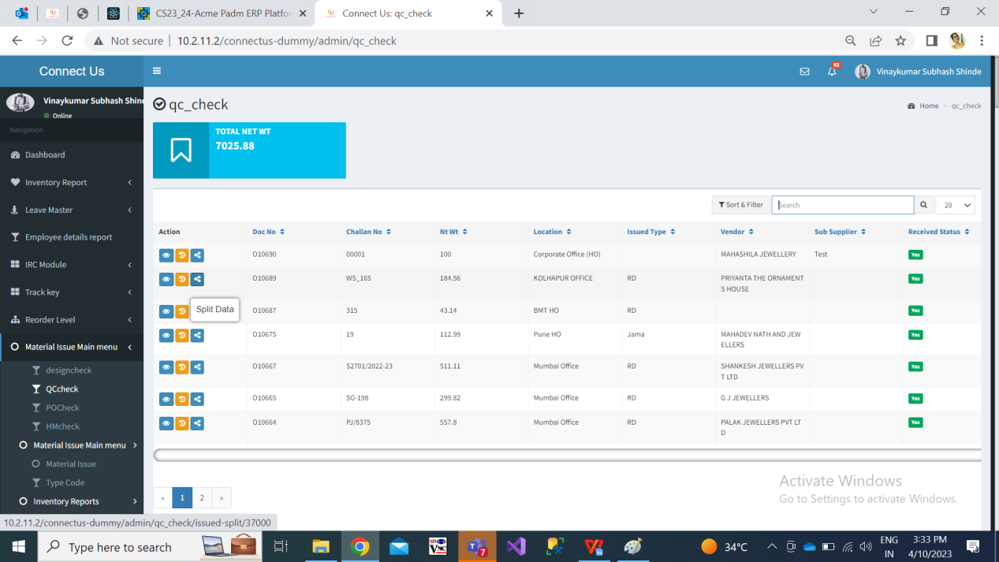 CS23_24-Acme Padm ERP Platfor
Connect Us: qc_check
Not secure
10.2.11.2/connectus-dummy/admin/qc_check
Connect Us
92
Vinaykumar Subhash Shinde
Vinaykumar Subhash Shind
Online
Navigation
Dashboard
Inventory Report
Leave Master
Employee details report
IRC Module
Track key
Reorder Level
Material Issue Main menu
designcheck
QCcheck
POCheck
HMcheck
Material Issue Main menu
Material Issue
Type Code
Inventory Reports
qc_check
Home > qc_check
TOTAL NET WT
7025.88
Sort & Filter Search 20
Action Doc No Challan No Nt Wt Location Issued Type Vendor Sub Supplier Received Status
O10690 00001 100 Corporate Office (HO) MAHASHILA JEWELLERY Test Yes
O10689 WS_165 184.56 KOLHAPUR OFFICE RD PRIYANTA THE ORNAMENT Yes
S HOUSE
Split Data
O10687 315 43.14 BMT HO RD Yes
O10675 19 112.99 Pune HO Jama MAHADEV NATH AND JEW Yes
ELLERS
O10667 S2701/2022-23 511.11 Mumbai Office RD SHANKESH JEWELLERS PV Yes
T LTD
O10665 SG-198 299.82 Mumbai Office RD G J JEWELLERS Yes
O10664 PJ/8375 557.8 Mumbai Office RD PALAK JEWELLERS PVT LT Yes
D
« 1 2 »
Activate Windows
Go to Settings to activate Windows.
10.2.11.2/connectus-dummy/admin/qc_check/issued-split/37000
Type here to search
VNC
7
34°C
ENG
IN
3:33 PM
4/10/2023